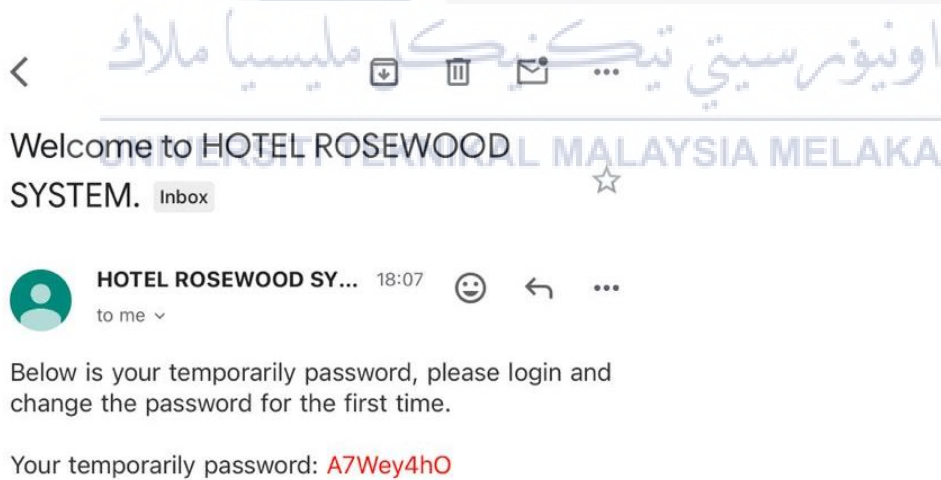 اونيۏرسيتي تيكنيكل مليسيا ملاك
UNIVERSITI TEKNIKAL MALAYSIA MELAKA
Welcome to HOTEL ROSEWOOD
SYSTEM. Inbox
HOTEL ROSEWOOD SY... 18:07
to me
Below is your temporarily password, please login and
change the password for the first time.
Your temporarily password: A7Wey4hO